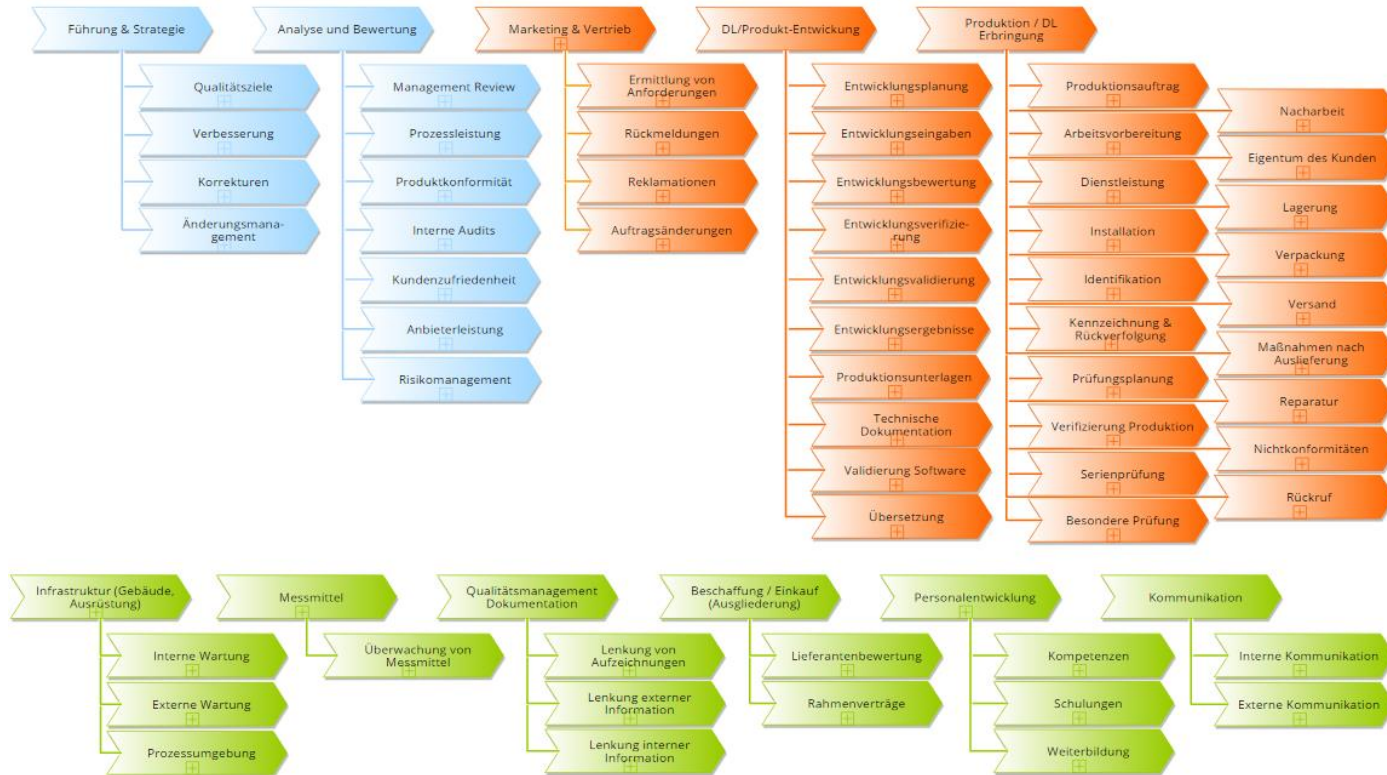 Führung & Strategie
Qualitätsziele
Verbesserung
Korrekturen
Änderungsmana-
gement
Analyse und Bewertung
Management Review
Prozessleistung
Produktkonformität
Interne Audits
Kundenzufriedenheit
Anbieterleistung
Risikomanagement
Marketing & Vertrieb
Ermittlung von
Anforderungen
Rückmeldungen
Reklamationen
Auftragsänderungen
DL/Produkt-Entwickung
Entwicklungsplanung
Entwicklungseingaben
Entwicklungsbewertung
Entwicklungsverifizie-
rung
Entwicklungsvalidierung
Entwicklungsergebnisse
Produktionsunterlagen
Technische
Dokumentation
Validierung Software
Übersetzung
Produktion / DL
Erbringung
Produktionsauftrag
Arbeitsvorbereitung
Dienstleistung
Installation
Identifikation
Kennzeichnung &
Rückverfolgung
Prüfungsplanung
Verifizierung Produktion
Serienprüfung
Besondere Prüfung
Nacharbeit
Eigentum des Kunden
Lagerung
Verpackung
Versand
Maßnahmen nach
Auslieferung
Reparatur
Nichtkonformitäten
Rückruf
Infrastruktur (Gebäude,
Ausrüstung)
Interne Wartung
Externe Wartung
Prozessumgebung
Messmittel
Überwachung von
Messmittel
Qualitätsmanagement
Dokumentation
Lenkung von
Aufzeichnungen
Lenkung externer
Information
Lenkung interner
Information
Beschaffung / Einkauf
(Ausgliederung)
Lieferantenbewertung
Rahmenverträge
Personalentwicklung
Kompetenzen
Schulungen
Weiterbildung
Kommunikation
Interne Kommunikation
Externe Kommunikation